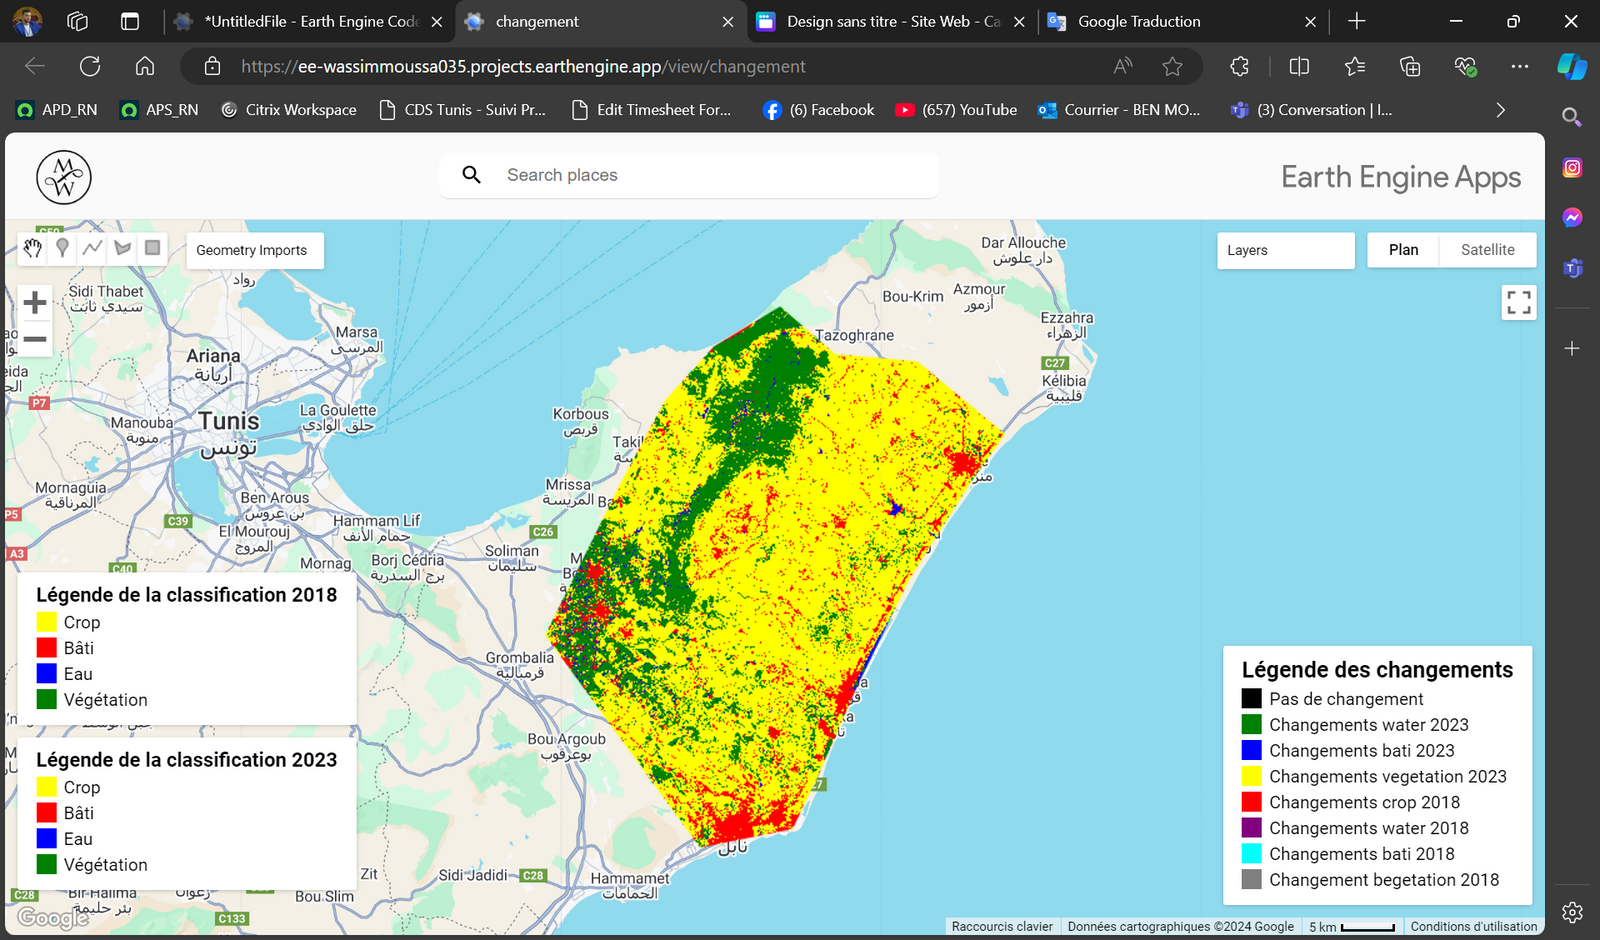 *UntitledFile - Earth Engine Code
changement
Design sans titre - Site Web - Ca
Google Traduction
https://ee-wassimmoussa035.projects.earthengine.app/view/changement
APD_RN
APS_RN
Citrix Workspace
CDS Tunis - Suivi Pr...
Edit Timesheet For...
(6) Facebook
(657) YouTube
Courrier - BEN MO...
(3) Conversation | I...
M
W
Search places
Earth Engine Apps
Geometry Imports
Layers
Plan
Satellite
Dar Allouche
دار علوش
Sidi Thabet
سيدي ثابت
رواد
Bou-Krim
Azmour
أزمور
Ezzahra
الزهراء
Marsa
المرسى
Tazoghrane
Ariana
أريانة
C27
Kélibia
قليبية
P7
La Goulette
حلق الوادي
Manouba
منوبة
Tunis
تونس
Korbous
قربص
Takil
Mornaguia
المرناقية
Mrissa
المريسة
Ben Arous
بن عروس
P5
C39
El Mourouj
المروج
Hammam Lif
حمام الأنف
C26
A3
Soliman
سليمان
Borj Cédria
برج السدرية
Mornag
C40
Légende de la classification 2018
Crop
Bâti
Eau
Végétation
Grombalia
قرمبالية
Légende de la classification 2023
Crop
Bâti
Eau
Végétation
Bou Argoub
بوعرقوب
Légende des changements
Pas de changement
Changements water 2023
Changements bati 2023
Changements vegetation 2023
Changements crop 2018
Changements water 2018
Changements bati 2018
Changement begetation 2018
نابل
Zit
Sidi Jadidi
C28
Hammamet
الحمامات
C28
Bir Halima
بئر حليمة
Bou Slim
C133
Google
Raccourcis clavier
Données cartographiques ©2024 Google
5 km
Conditions d'utilisation